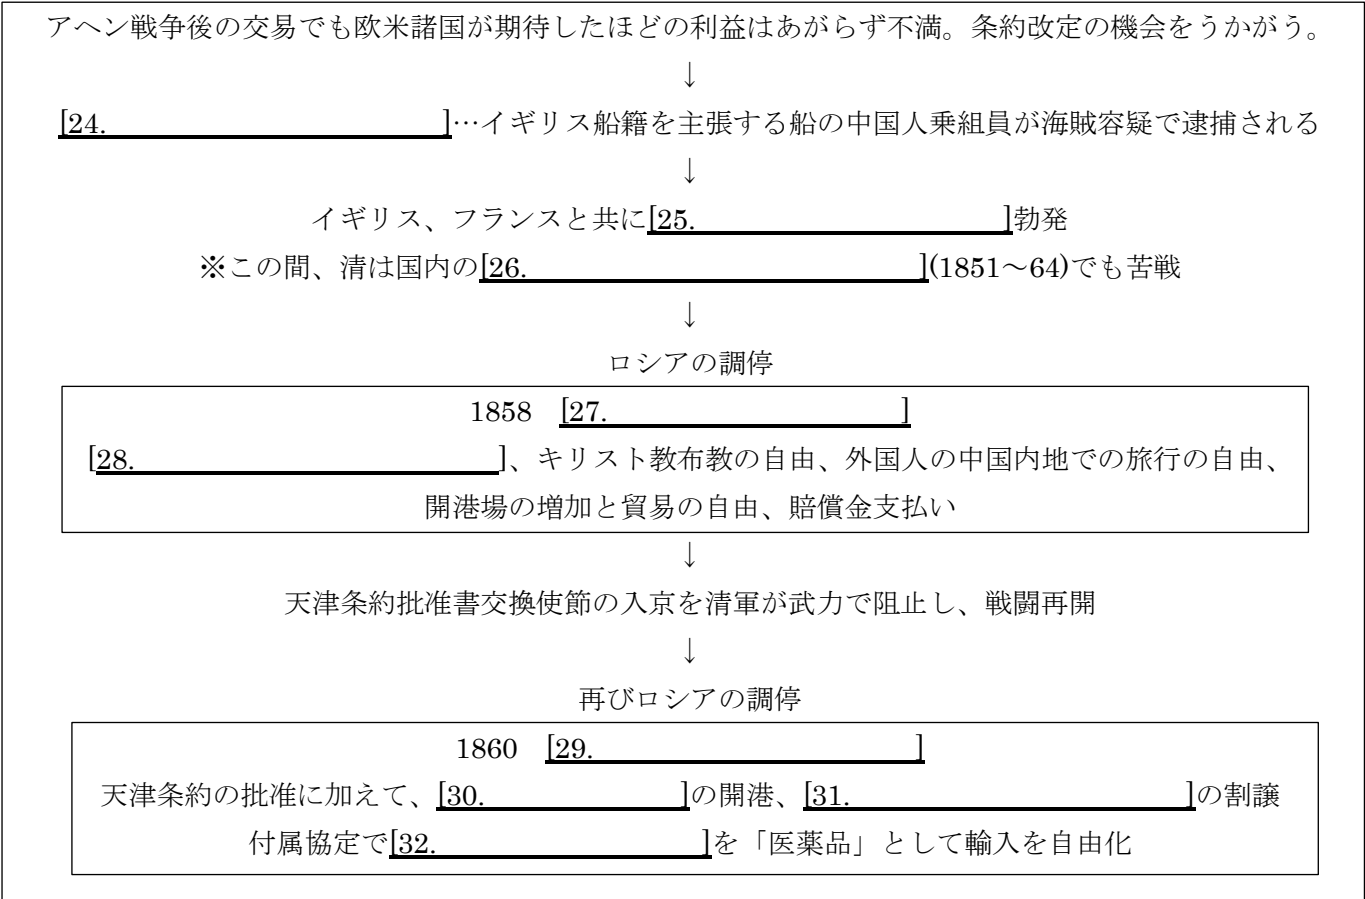 アヘン戦争後の交易でも欧米諸国が期待したほどの利益はあがらず不満。条約改定の機会をうかがう。
↓
[24. ]…イギリス船籍を主張する船の中国人乗組員が海賊容疑で逮捕される
↓
イギリス、フランスと共に[25. ]勃発
※この間、清は国内の[26. ](1851～64)でも苦戦
↓
ロシアの調停
1858 [27. ]
[28. ]、キリスト教布教の自由、外国人の中国内地での旅行の自由、
開港場の増加と貿易の自由、賠償金支払い
↓
天津条約批准書交換使節の入京を清軍が武力で阻止し、戦闘再開
↓
再びロシアの調停
1860 [29. ]
天津条約の批准に加えて、[30. ]の開港、[31. ]の割譲
付属協定で[32. ]を「医薬品」として輸入を自由化